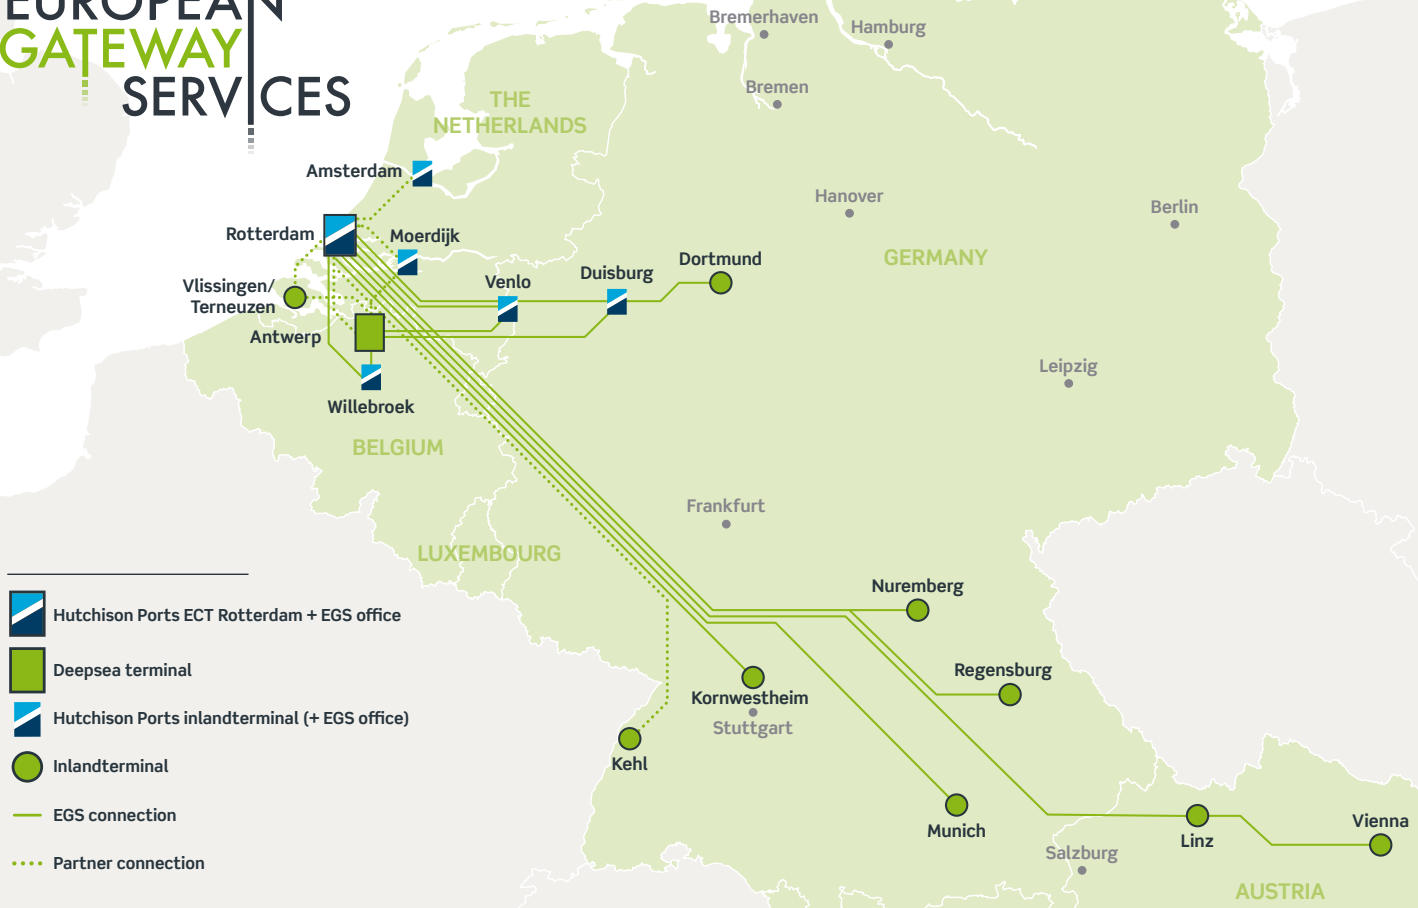 EUROPEAN
GATEWAY
SERVICES
Bremerhaven
Hamburg
Bremen
THE
NETHERLANDS
Amsterdam
Hanover
Berlin
Rotterdam
Moerdijk
GERMANY
Dortmund
Duisburg
Venlo
Vlissingen/
Terneuzen
Antwerp
Leipzig
Willebroek
BELGIUM
Frankfurt
LUXEMBOURG
Nuremberg
Regensburg
Kornwestheim
Stuttgart
Kehl
Munich
Linz
Vienna
Salzburg
AUSTRIA
Hutchison Ports ECT Rotterdam + EGS office
Deepsea terminal
Hutchison Ports inlandterminal (+ EGS office)
Inlandterminal
EGS connection
Partner connection